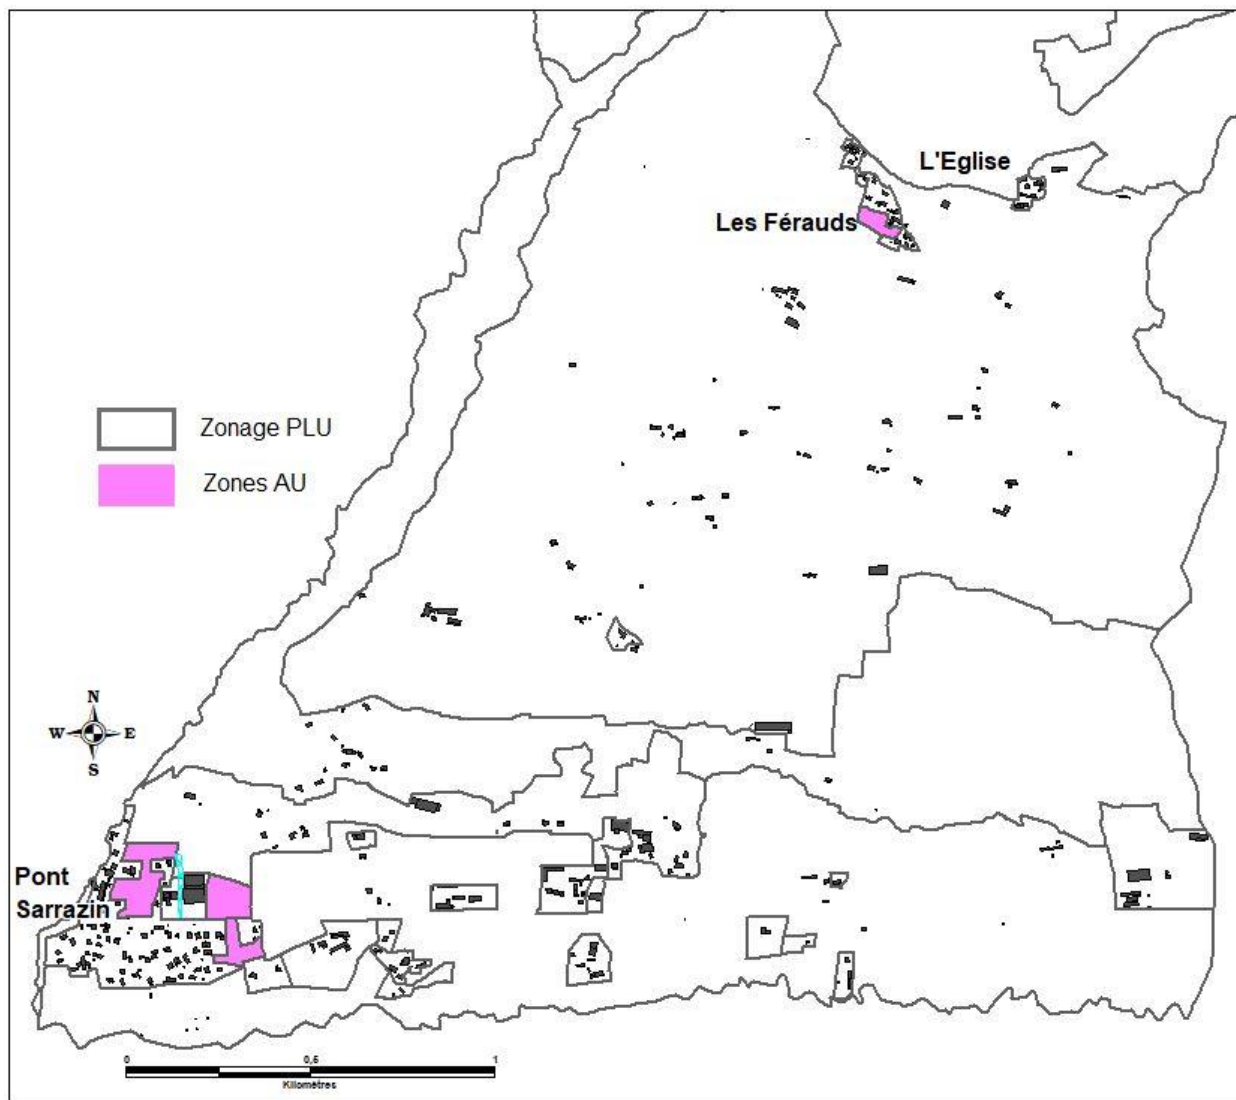 L'Eglise
Les Férauds
Zonage PLU
Zones AU
N
W E
S
Pont
Sarrazin
0 0,5 1
Kilomètres